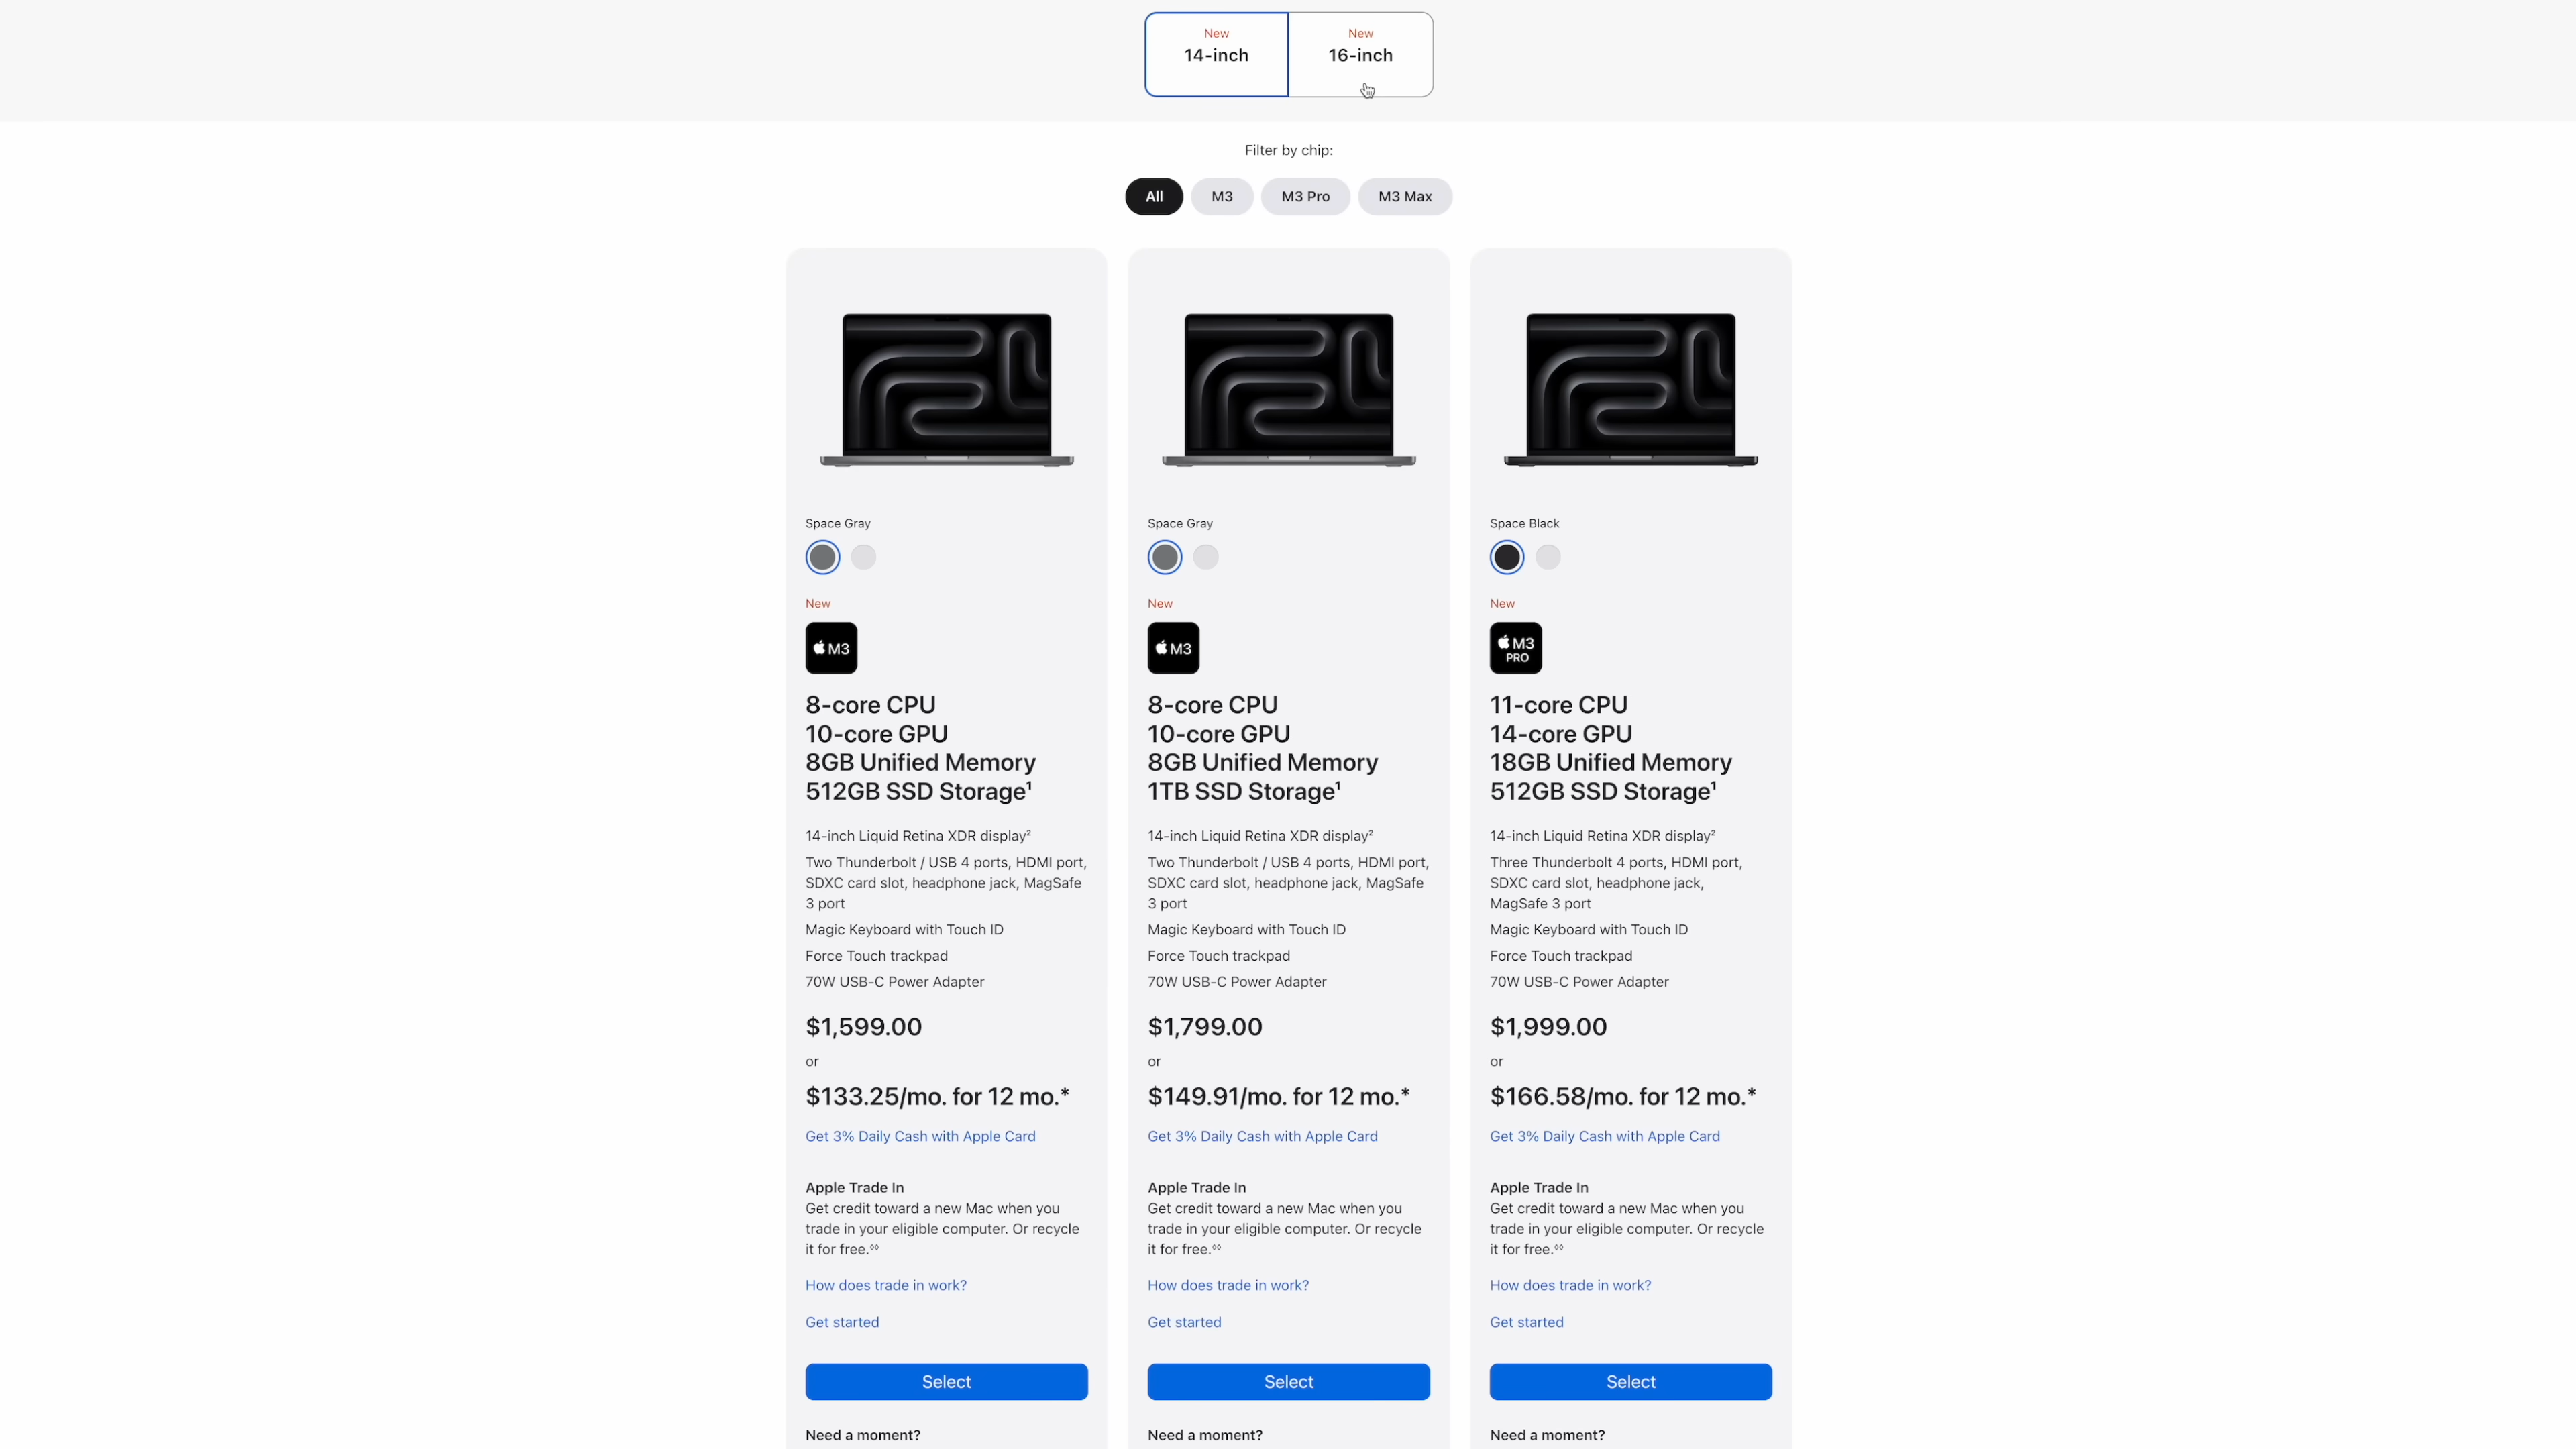 New
14-inch
New
16-inch
Filter by chip:
All
M3
M3 Pro
M3 Max
Space Gray
New
M3
8-core CPU
10-core GPU
8GB Unified Memory
512GB SSD Storage¹
14-inch Liquid Retina XDR display²
Two Thunderbolt / USB 4 ports, HDMI port,
SDXC card slot, headphone jack, MagSafe
3 port
Magic Keyboard with Touch ID
Force Touch trackpad
70W USB-C Power Adapter
$1,599.00
or
$133.25/mo. for 12 mo.*
Get 3% Daily Cash with Apple Card
Apple Trade In
Get credit toward a new Mac when you
trade in your eligible computer. Or recycle
it for free.◊◊
How does trade in work?
Get started
Select
Need a moment?
Space Gray
New
M3
8-core CPU
10-core GPU
8GB Unified Memory
1TB SSD Storage¹
14-inch Liquid Retina XDR display²
Two Thunderbolt / USB 4 ports, HDMI port,
SDXC card slot, headphone jack, MagSafe
3 port
Magic Keyboard with Touch ID
Force Touch trackpad
70W USB-C Power Adapter
$1,799.00
or
$149.91/mo. for 12 mo.*
Get 3% Daily Cash with Apple Card
Apple Trade In
Get credit toward a new Mac when you
trade in your eligible computer. Or recycle
it for free.◊◊
How does trade in work?
Get started
Select
Need a moment?
Space Black
New
M3
PRO
11-core CPU
14-core GPU
18GB Unified Memory
512GB SSD Storage¹
14-inch Liquid Retina XDR display²
Three Thunderbolt 4 ports, HDMI port,
SDXC card slot, headphone jack,
MagSafe 3 port
Magic Keyboard with Touch ID
Force Touch trackpad
70W USB-C Power Adapter
$1,999.00
or
$166.58/mo. for 12 mo.*
Get 3% Daily Cash with Apple Card
Apple Trade In
Get credit toward a new Mac when you
trade in your eligible computer. Or recycle
it for free.◊◊
How does trade in work?
Get started
Select
Need a moment?